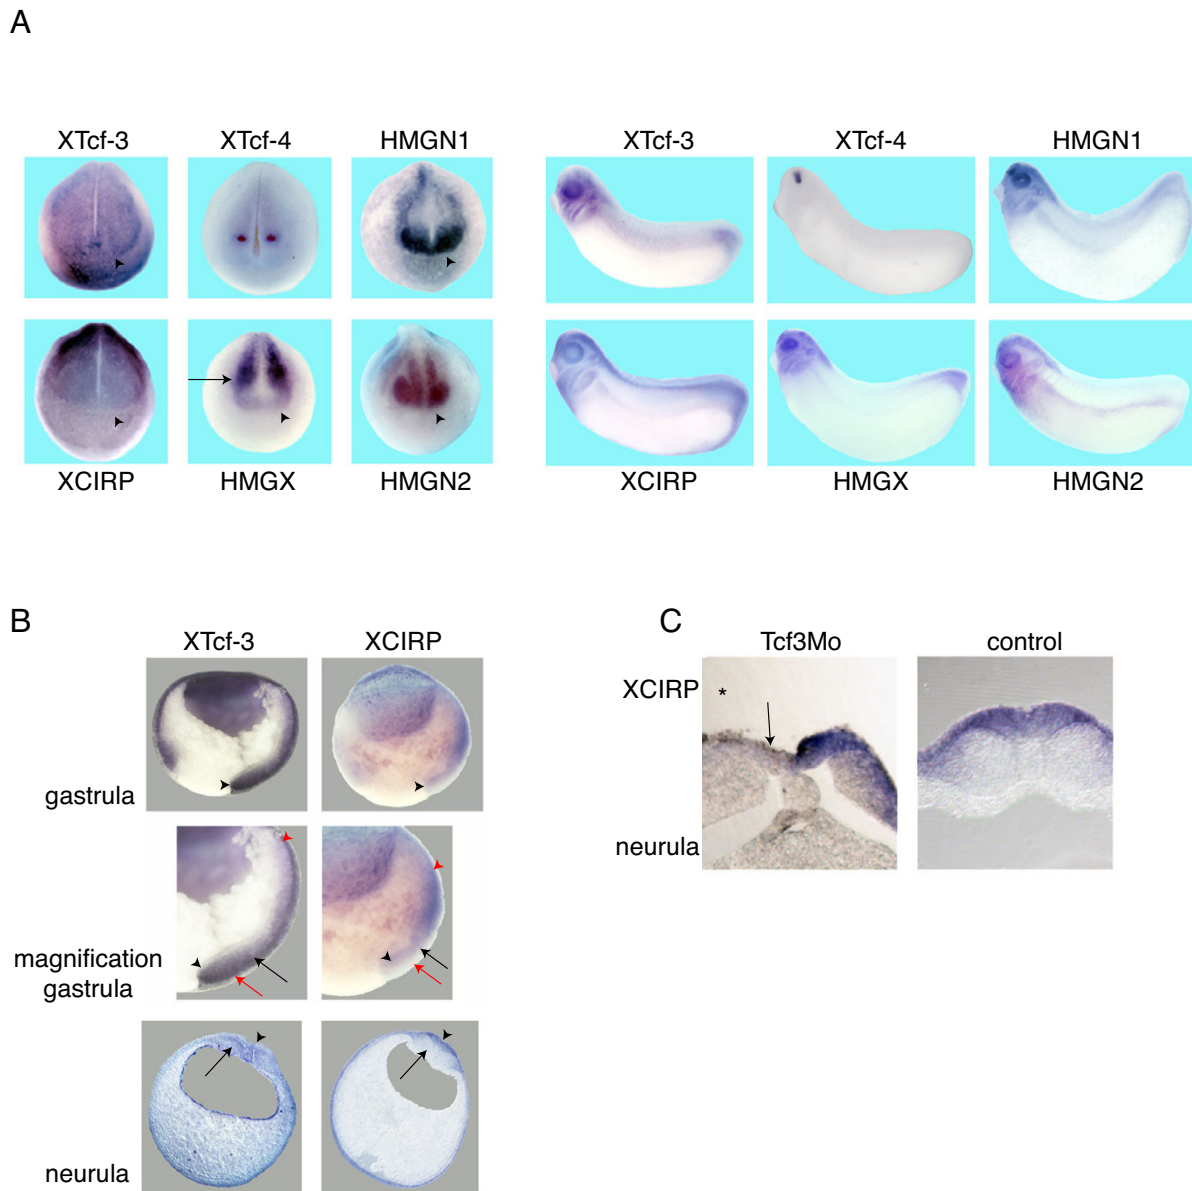 A
XTcf-3 XTcf-4 HMGN1 XTcf-3 XTcf-4 HMGN1
XCIRP HMGX HMGN2 XCIRP HMGX HMGN2
B
XTcf-3 XCIRP
gastrula
magnification
gastrula
neurula
C
Tcf3Mo control
XCIRP *
neurula